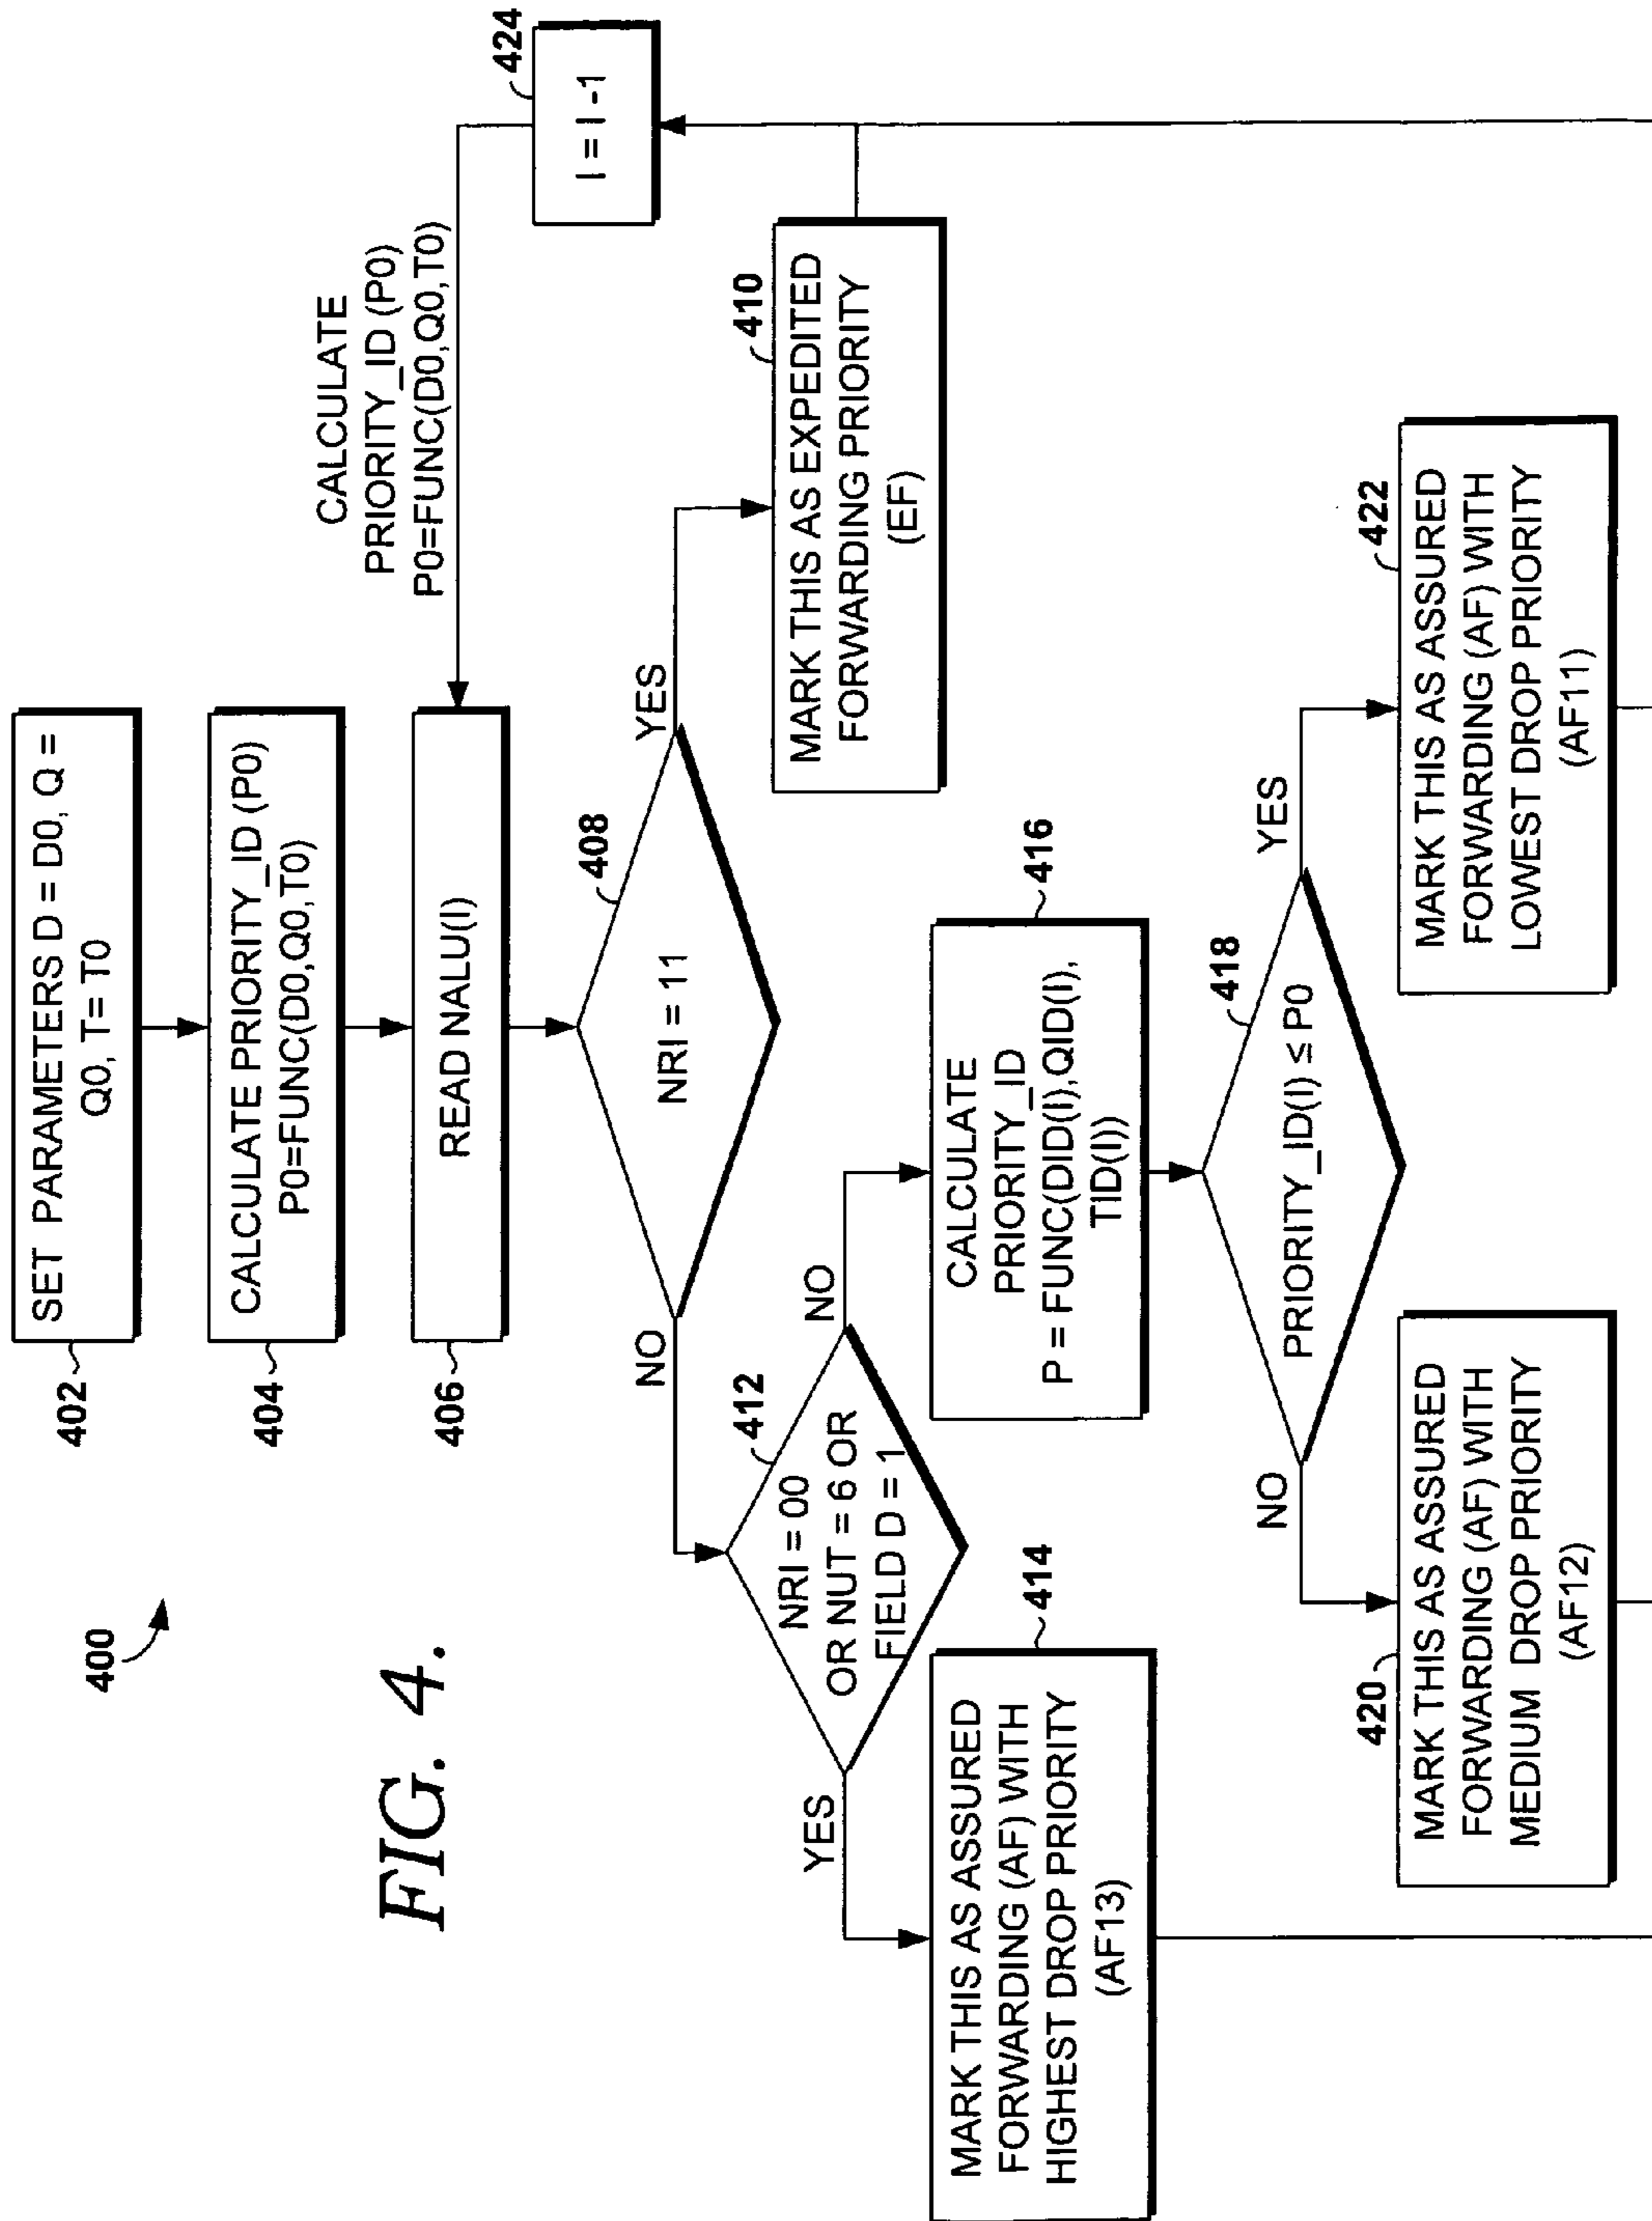 400
FIG. 4.
402
SET PARAMETERS D = D0, Q =
Q0, T= T0
404
CALCULATE PRIORITY_ID (P0)
P0=FUNC(D0,Q0,T0)
406
READ NALU(I)
CALCULATE
PRIORITY_ID (P0)
P0=FUNC(D0,Q0,T0)
424
I = I -1
408
NRI = 11
NO
YES
410
MARK THIS AS EXPEDITED
FORWARDING PRIORITY
(EF)
412
NRI = 00
OR NUT = 6 OR
FIELD D = 1
YES
NO
414
MARK THIS AS ASSURED
FORWARDING (AF) WITH
HIGHEST DROP PRIORITY
(AF13)
416
CALCULATE
PRIORITY_ID
P = FUNC(DID(I),QID(I),
TID(I))
418
PRIORITY_ID(I) ≤ P0
NO
YES
420
MARK THIS AS ASSURED
FORWARDING (AF) WITH
MEDIUM DROP PRIORITY
(AF12)
422
MARK THIS AS ASSURED
FORWARDING (AF) WITH
LOWEST DROP PRIORITY
(AF11)